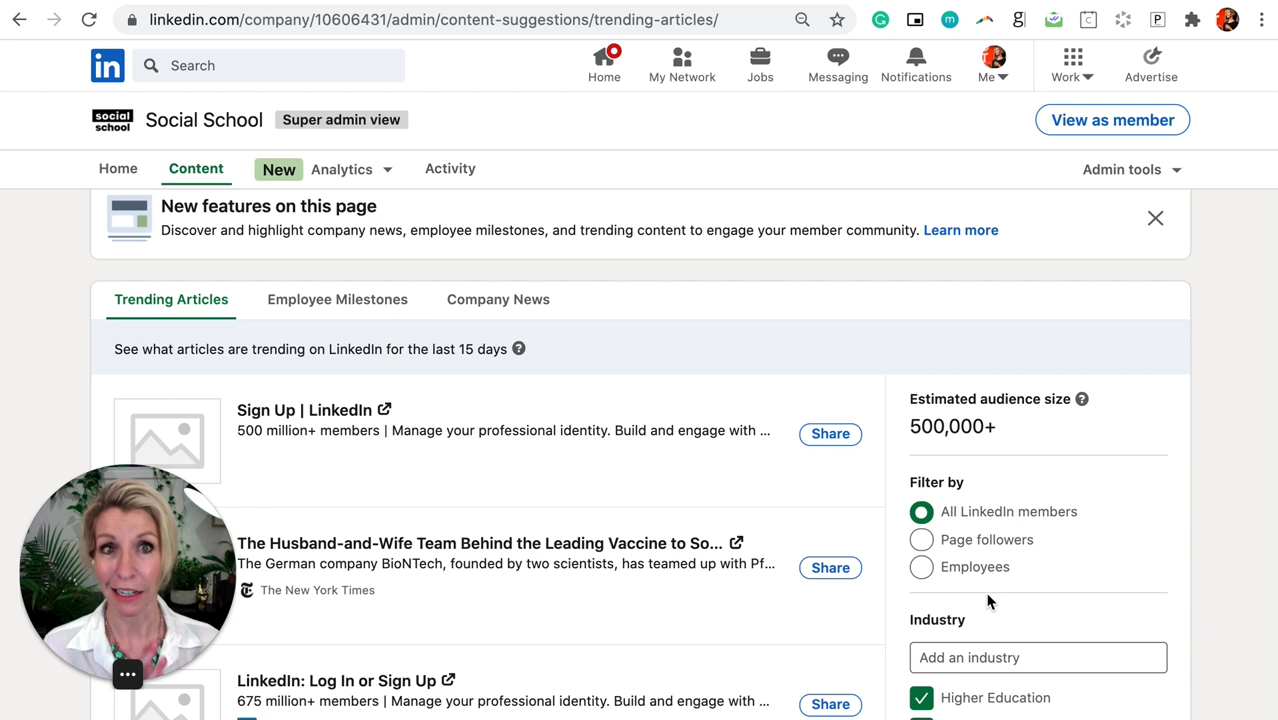 linkedin.com/company/10606431/admin/content-suggestions/trending-articles/
in
Search
Home
My Network
Jobs
Messaging
Notifications
Me
Work
Advertise
social school
Social School
Super admin view
View as member
Home
Content
New
Analytics
Activity
Admin tools
New features on this page
Discover and highlight company news, employee milestones, and trending content to engage your member community. Learn more
Trending Articles
Employee Milestones
Company News
See what articles are trending on LinkedIn for the last 15 days
Sign Up | LinkedIn
500 million+ members | Manage your professional identity. Build and engage with ...
Share
The Husband-and-Wife Team Behind the Leading Vaccine to So...
The German company BioNTech, founded by two scientists, has teamed up with Pf...
The New York Times
Share
LinkedIn: Log In or Sign Up
675 million+ members | Manage your professional identity. Build and engage with ...
Share
Estimated audience size
500,000+
Filter by
All LinkedIn members
Page followers
Employees
Industry
Add an industry
Higher Education